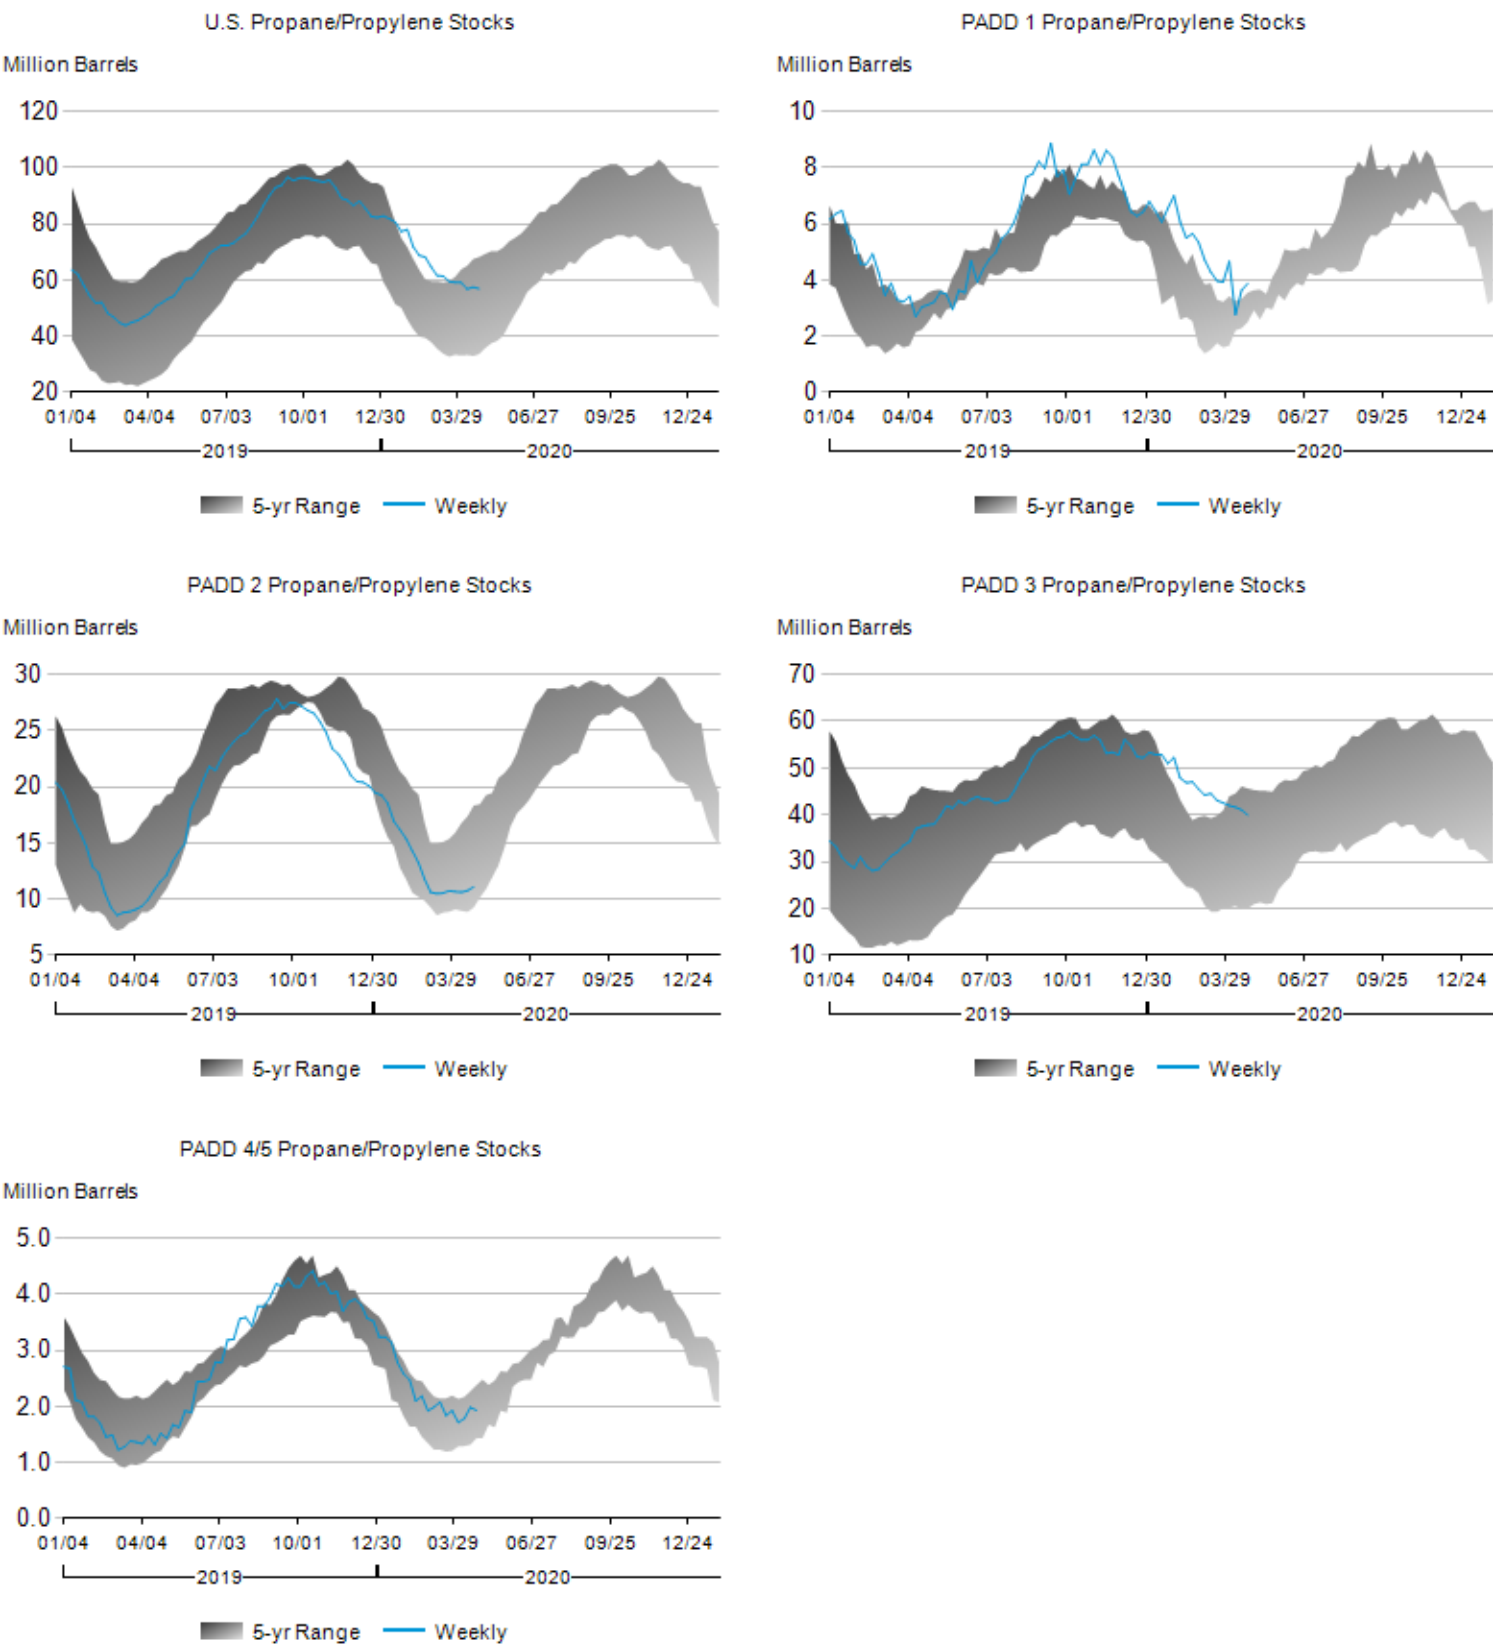 U.S. Propane/Propylene Stocks
Million Barrels
120
100
80
60
40
20
01/04 04/04 07/03 10/01 12/30 03/29 06/27 09/25 12/24
2019 2020
5-yr Range Weekly
PADD 1 Propane/Propylene Stocks
Million Barrels
10
8
6
4
2
0
01/04 04/04 07/03 10/01 12/30 03/29 06/27 09/25 12/24
2019 2020
5-yr Range Weekly
PADD 2 Propane/Propylene Stocks
Million Barrels
30
25
20
15
10
5
01/04 04/04 07/03 10/01 12/30 03/29 06/27 09/25 12/24
2019 2020
5-yr Range Weekly
PADD 3 Propane/Propylene Stocks
Million Barrels
70
60
50
40
30
20
10
01/04 04/04 07/03 10/01 12/30 03/29 06/27 09/25 12/24
2019 2020
5-yr Range Weekly
PADD 4/5 Propane/Propylene Stocks
Million Barrels
5.0
4.0
3.0
2.0
1.0
0.0
01/04 04/04 07/03 10/01 12/30 03/29 06/27 09/25 12/24
2019 2020
5-yr Range Weekly